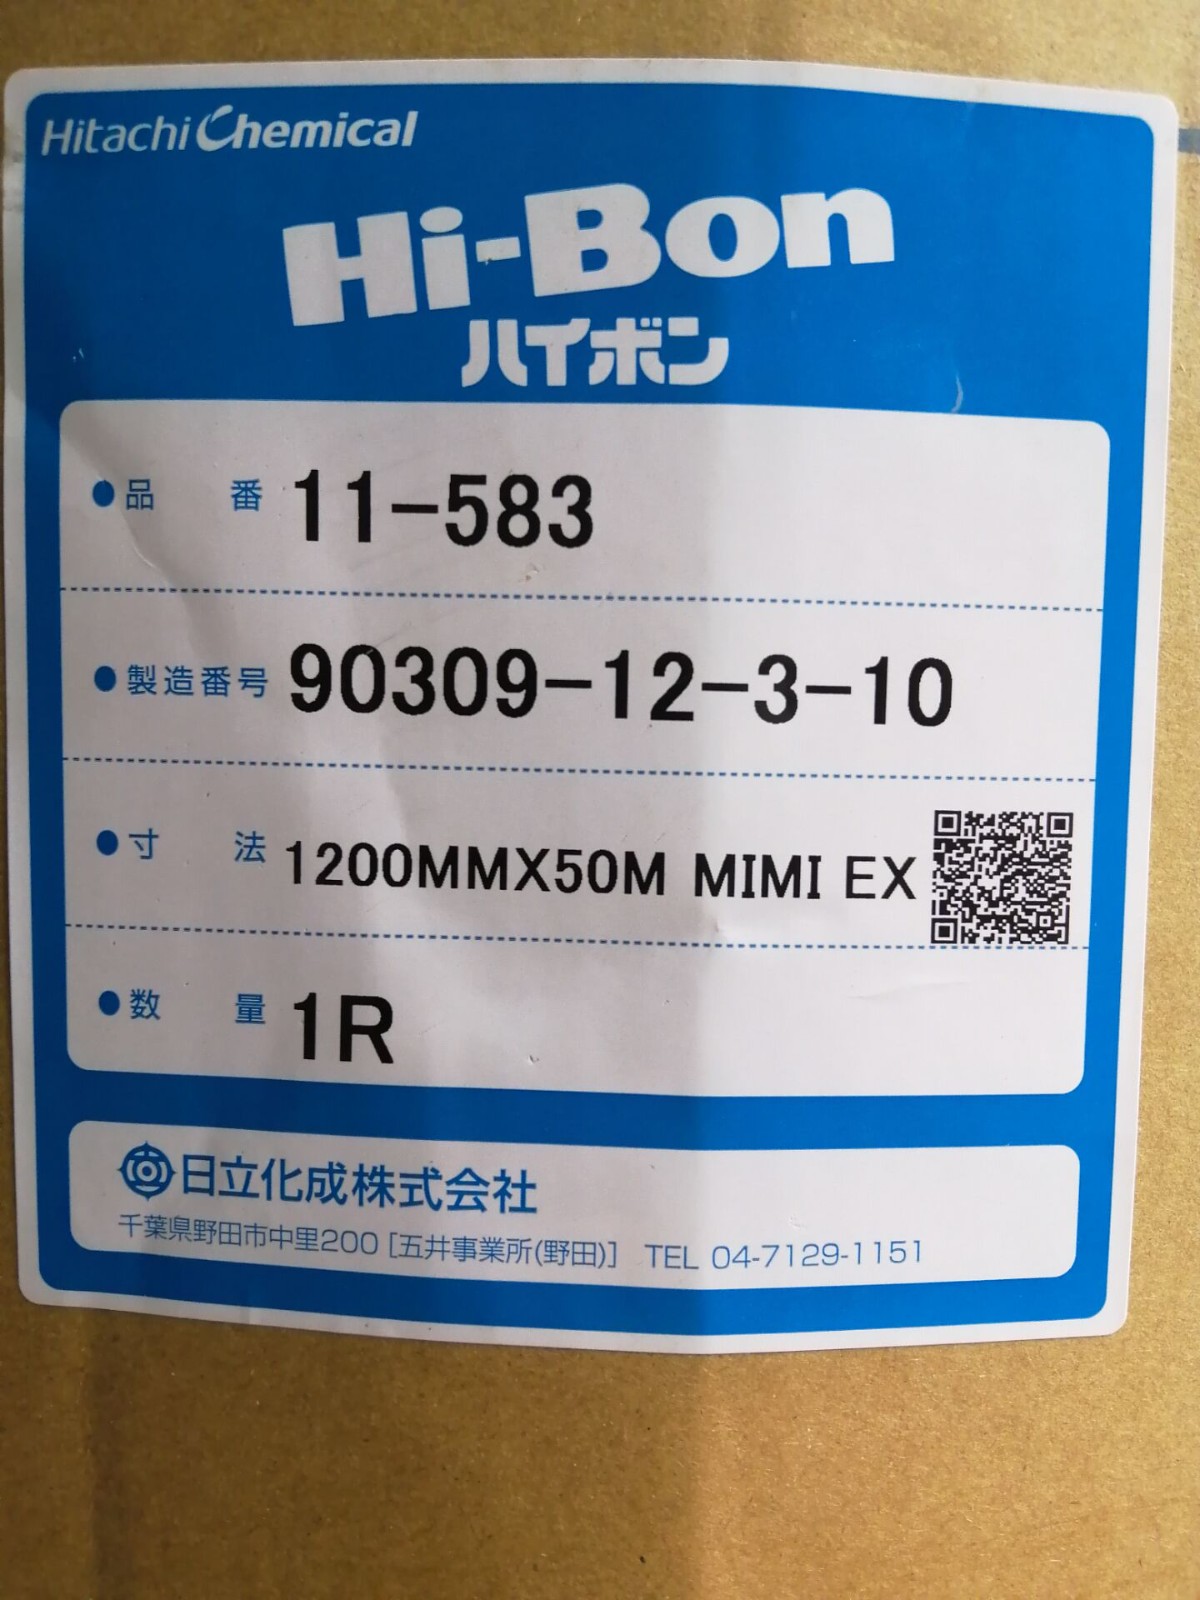 Hitachi Chemical
Hi-Bon
ハイボン
●品 番 11-583
●製造番号 90309-12-3-10
●寸 法 1200MMX50M MIMI EX
●数 量 1R
日立化成株式会社
千葉県野田市中里200 [五井事業所(野田)] TEL 04-7129-1151